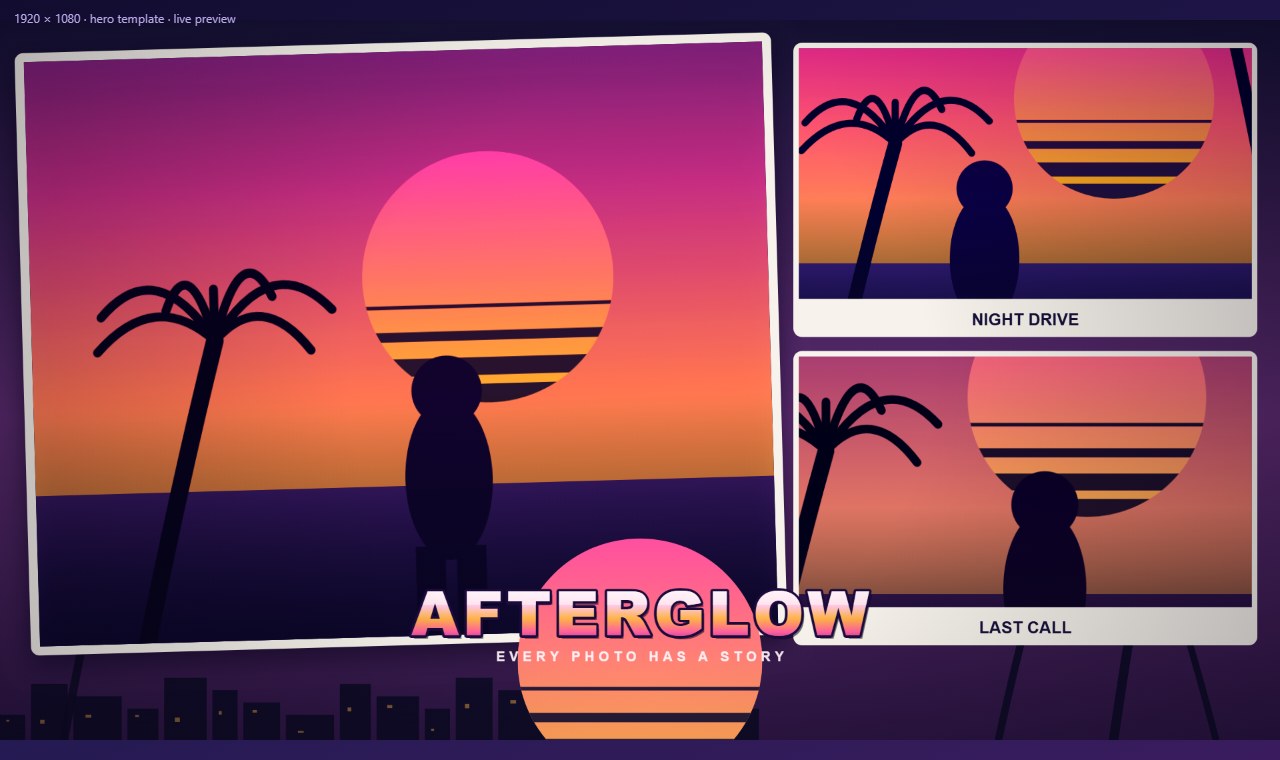 1920 × 1080 · hero template · live preview
NIGHT DRIVE
LAST CALL
AFTERGLOW
EVERY PHOTO HAS A STORY